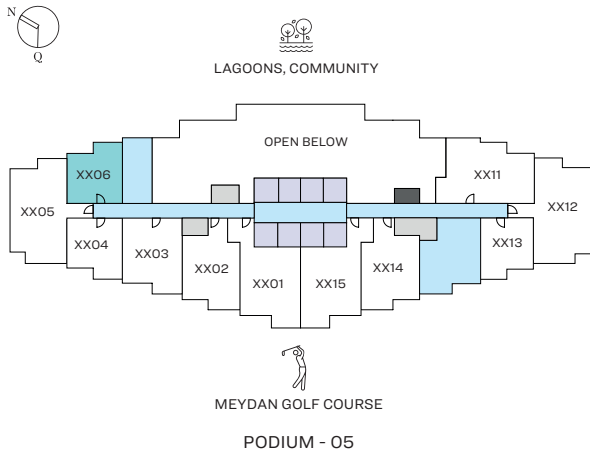 N
Q
LAGOONS, COMMUNITY
OPEN BELOW
XX06
XX11
XX05
XX12
XX04
XX03
XX02
XX01
XX15
XX14
XX13
MEYDAN GOLF COURSE
PODIUM - 05